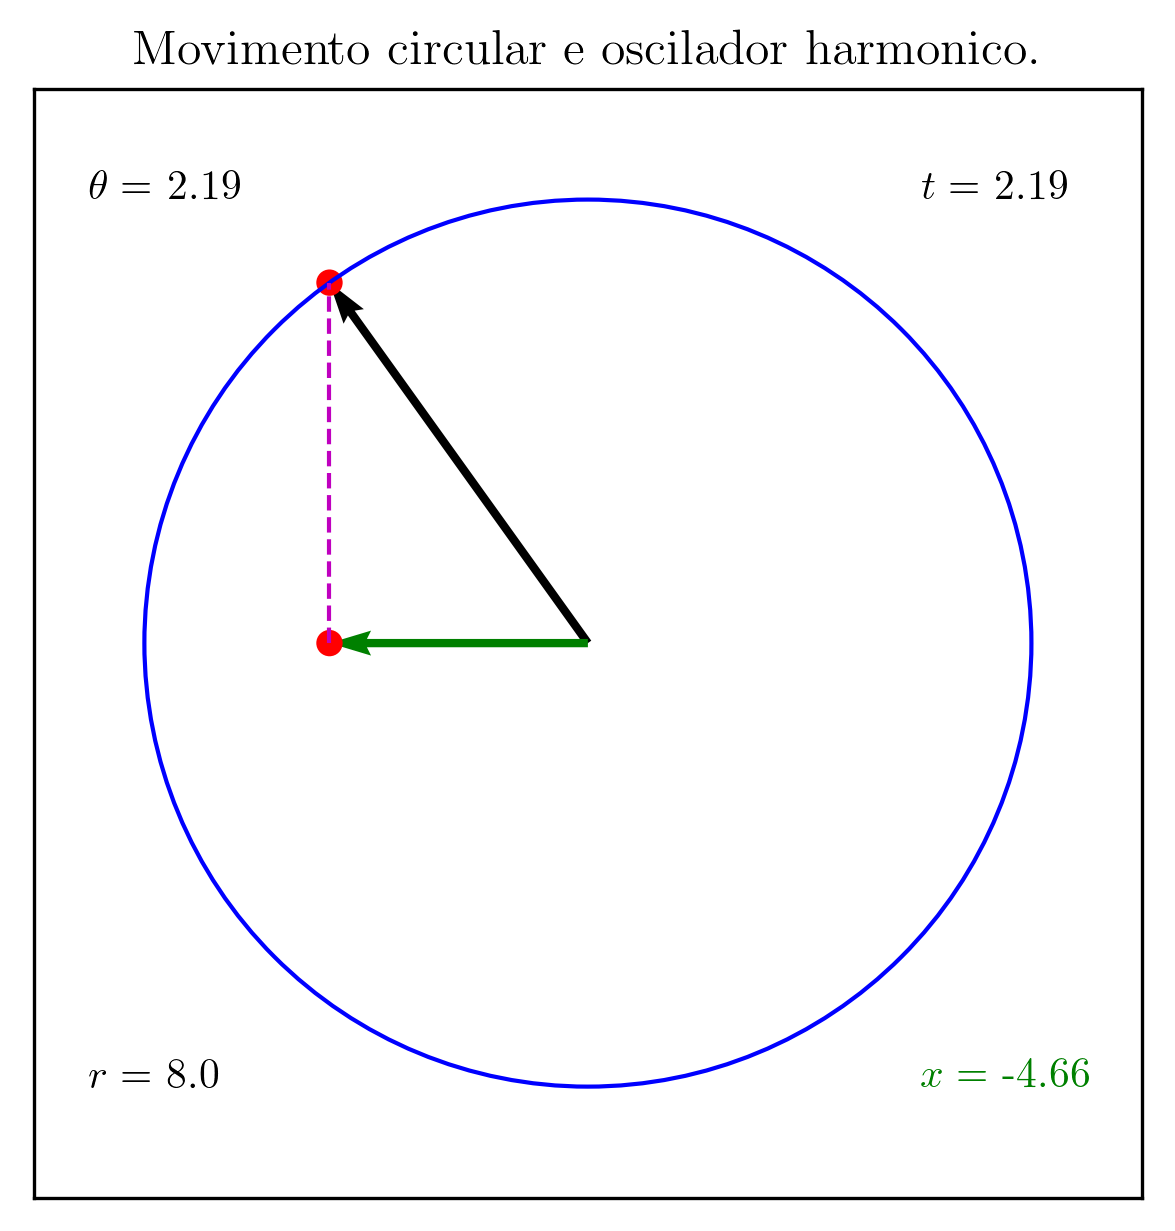 Movimento circular e oscilador harmonico.
θ = 2.19
t = 2.19
r = 8.0
x = -4.66